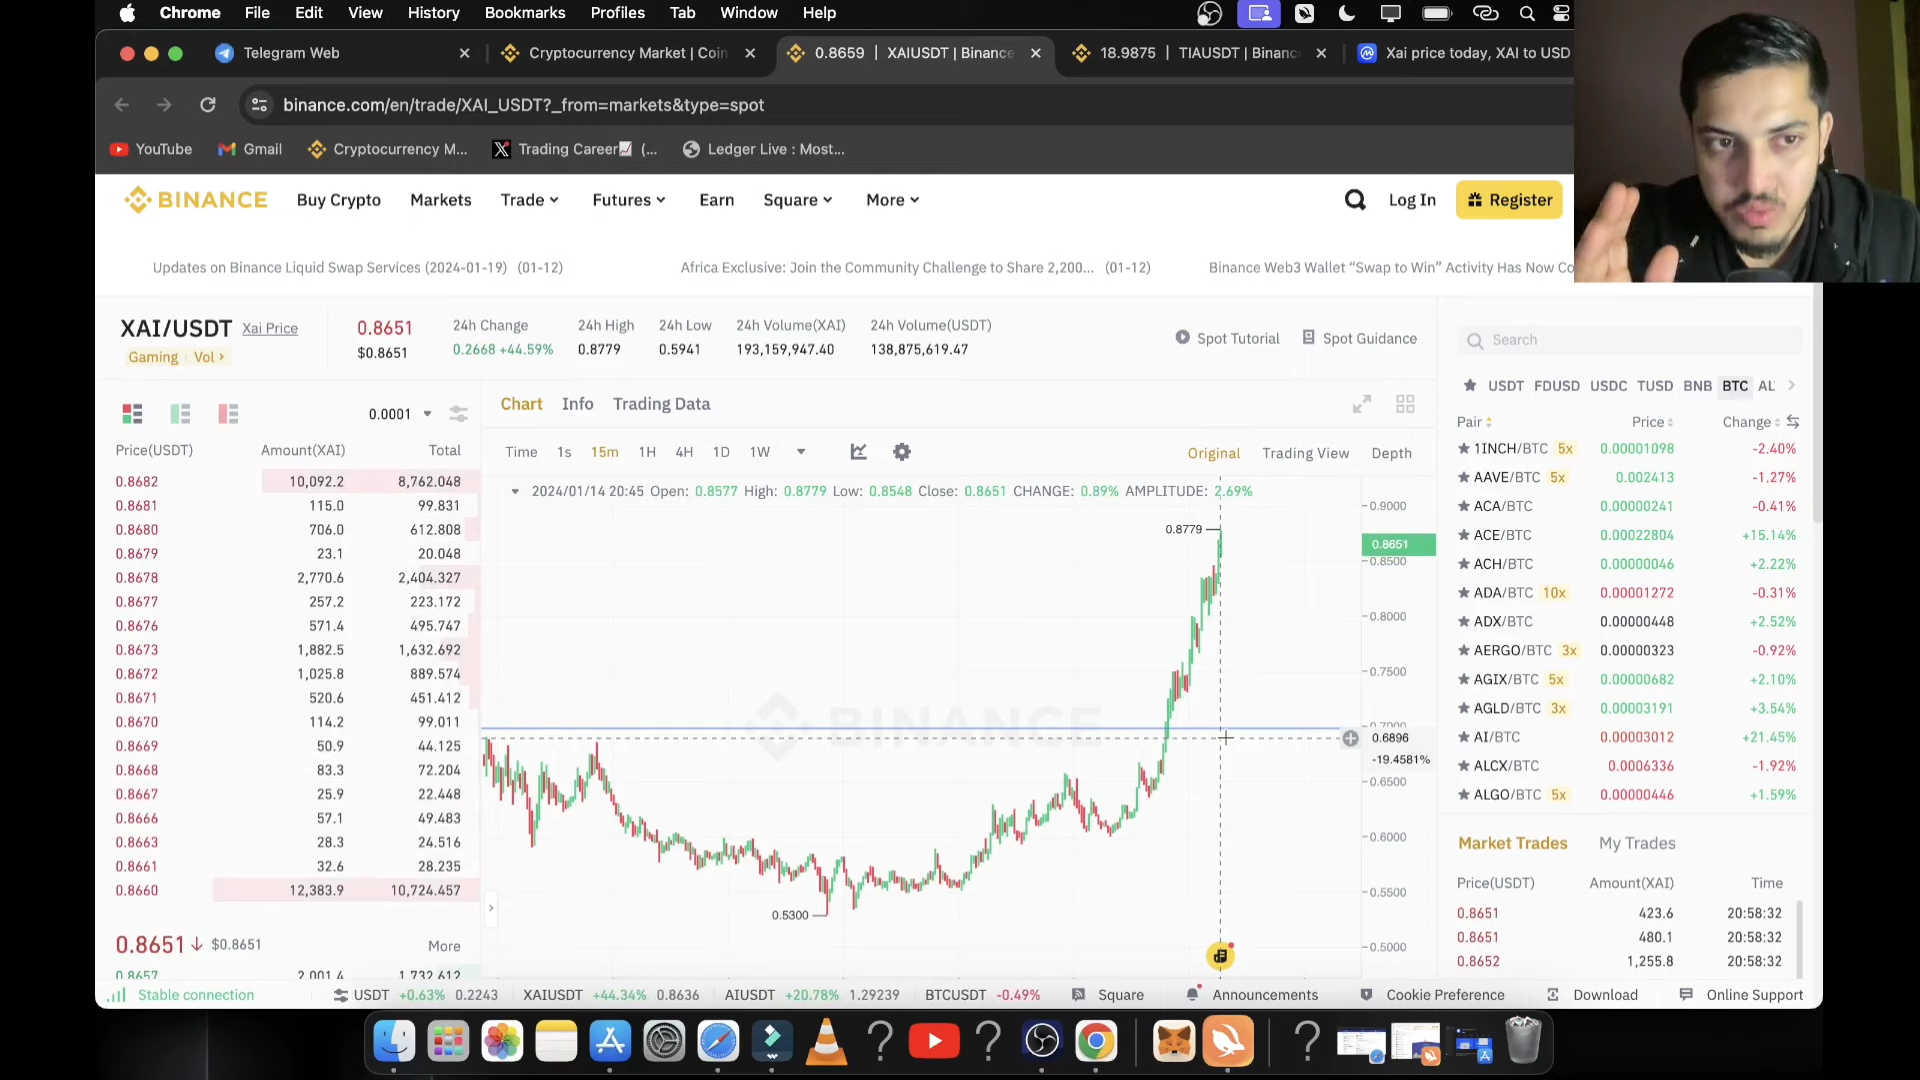 Chrome File Edit View History Bookmarks Profiles Tab Window Help
Telegram Web
Cryptocurrency Market | Coin
0.8659 | XAIUSDT | Binance
18.9875 | TIAUSDT | Binanc
Xai price today, XAI to USD
binance.com/en/trade/XAI_USDT?_from=markets&type=spot
YouTube Gmail Cryptocurrency M... Trading Career (... Ledger Live : Most...
BINANCE Buy Crypto Markets Trade Futures Earn Square More Log In Register
Updates on Binance Liquid Swap Services (2024-01-19) (01-12) Africa Exclusive: Join the Community Challenge to Share 2,200... (01-12) Binance Web3 Wallet “Swap to Win” Activity Has Now Co
XAI/USDT Xai Price
Gaming Vol
0.8651
$0.8651
24h Change 24h High 24h Low 24h Volume(XAI) 24h Volume(USDT)
0.2668 +44.59% 0.8779 0.5941 193,159,947.40 138,875,619.47
Spot Tutorial Spot Guidance
0.0001
Price(USDT) Amount(XAI) Total
0.8682 10,092.2 8,762.048
0.8681 115.0 99.831
0.8680 706.0 612.808
0.8679 23.1 20.048
0.8678 2,770.6 2,404.327
0.8677 257.2 223.172
0.8676 571.4 495.747
0.8673 1,882.5 1,632.692
0.8672 1,025.8 889.574
0.8671 520.6 451.412
0.8670 114.2 99.011
0.8669 50.9 44.125
0.8668 83.3 72.204
0.8667 25.9 22.448
0.8666 57.1 49.483
0.8663 28.3 24.516
0.8661 32.6 28.235
0.8660 12,383.9 10,724.457
0.8651 $0.8651 More
0.8657 2,001.4 1,732.612
Chart Info Trading Data
Time 1s 15m 1H 4H 1D 1W Original Trading View Depth
2024/01/14 20:45 Open: 0.8577 High: 0.8779 Low: 0.8548 Close: 0.8651 CHANGE: 0.89% AMPLITUDE: 2.69%
0.9000
0.8779
0.8651
0.8500
0.8000
0.7500
BINANCE
0.7000
0.6896
-19.4581%
0.6500
0.6000
0.5500
0.5300
0.5000
Search
USDT FDUSD USDC TUSD BNB BTC AL
Pair Price Change
1INCH/BTC 5x 0.00001098 -2.40%
AAVE/BTC 5x 0.002413 -1.27%
ACA/BTC 0.00000241 -0.41%
ACE/BTC 0.00022804 +15.14%
ACH/BTC 0.00000046 +2.22%
ADA/BTC 10x 0.00001272 -0.31%
ADX/BTC 0.00000448 +2.52%
AERGO/BTC 3x 0.00000323 -0.92%
AGIX/BTC 5x 0.00000682 +2.10%
AGLD/BTC 3x 0.00003191 +3.54%
AI/BTC 0.00003012 +21.45%
ALCX/BTC 0.0006336 -1.92%
ALGO/BTC 5x 0.00000446 +1.59%
Market Trades My Trades
Price(USDT) Amount(XAI) Time
0.8651 423.6 20:58:32
0.8651 480.1 20:58:32
0.8652 1,255.8 20:58:32
Stable connection USDT +0.63% 0.2243 XAIUSDT +44.34% 0.8636 AIUSDT +20.78% 1.29239 BTCUSDT -0.49% Square Announcements Cookie Preference Download Online Support